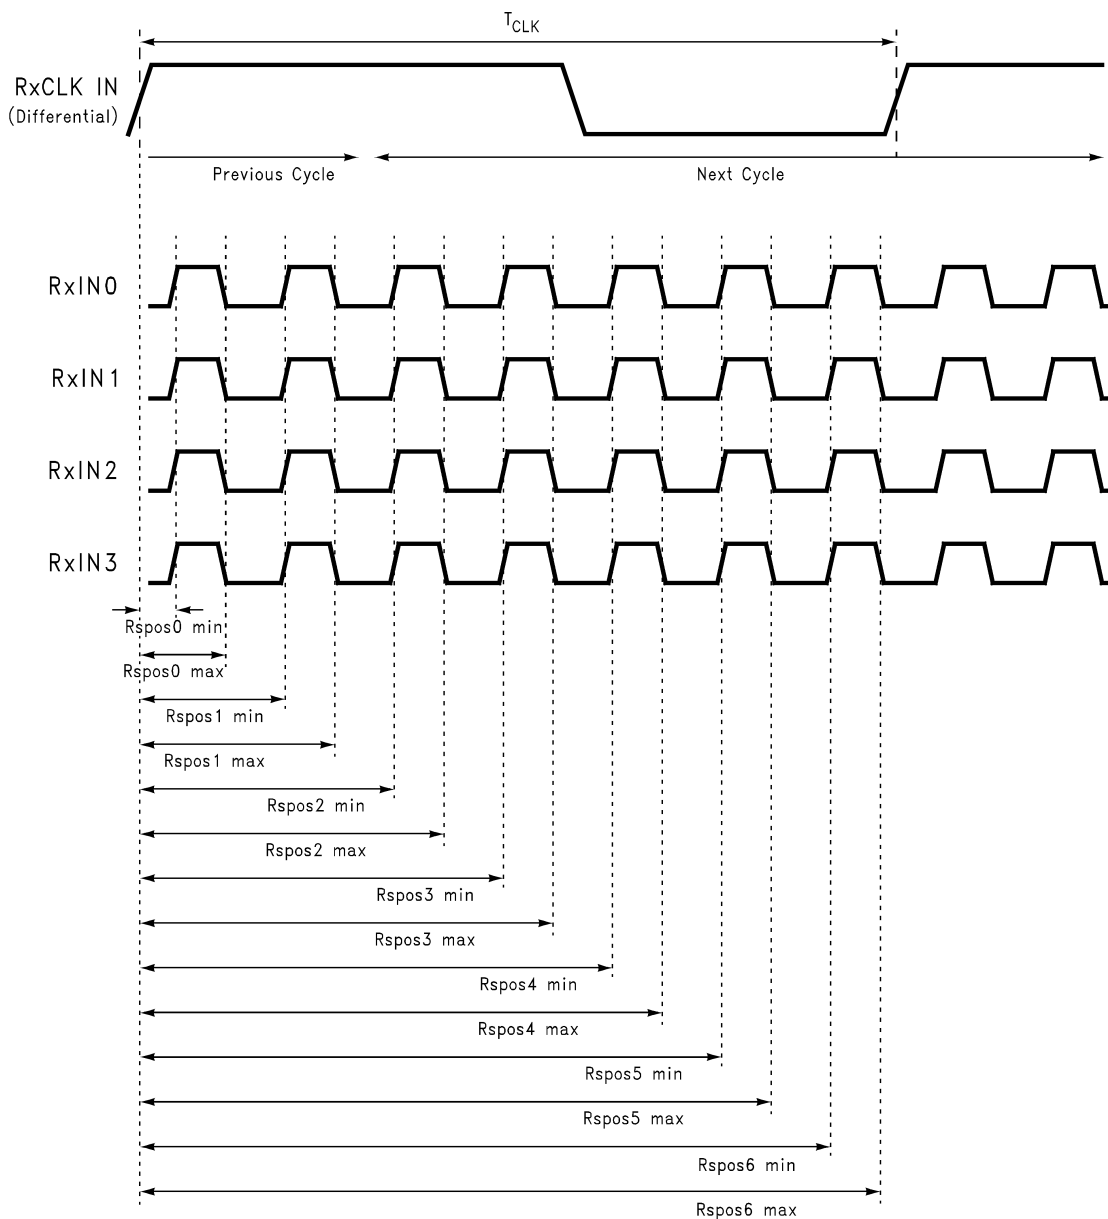 TCLK
RxCLK IN
(Differential)
Previous Cycle
Next Cycle
RxIN0
RxIN1
RxIN2
RxIN3
Rspos0 min
Rspos0 max
Rspos1 min
Rspos1 max
Rspos2 min
Rspos2 max
Rspos3 min
Rspos3 max
Rspos4 min
Rspos4 max
Rspos5 min
Rspos5 max
Rspos6 min
Rspos6 max